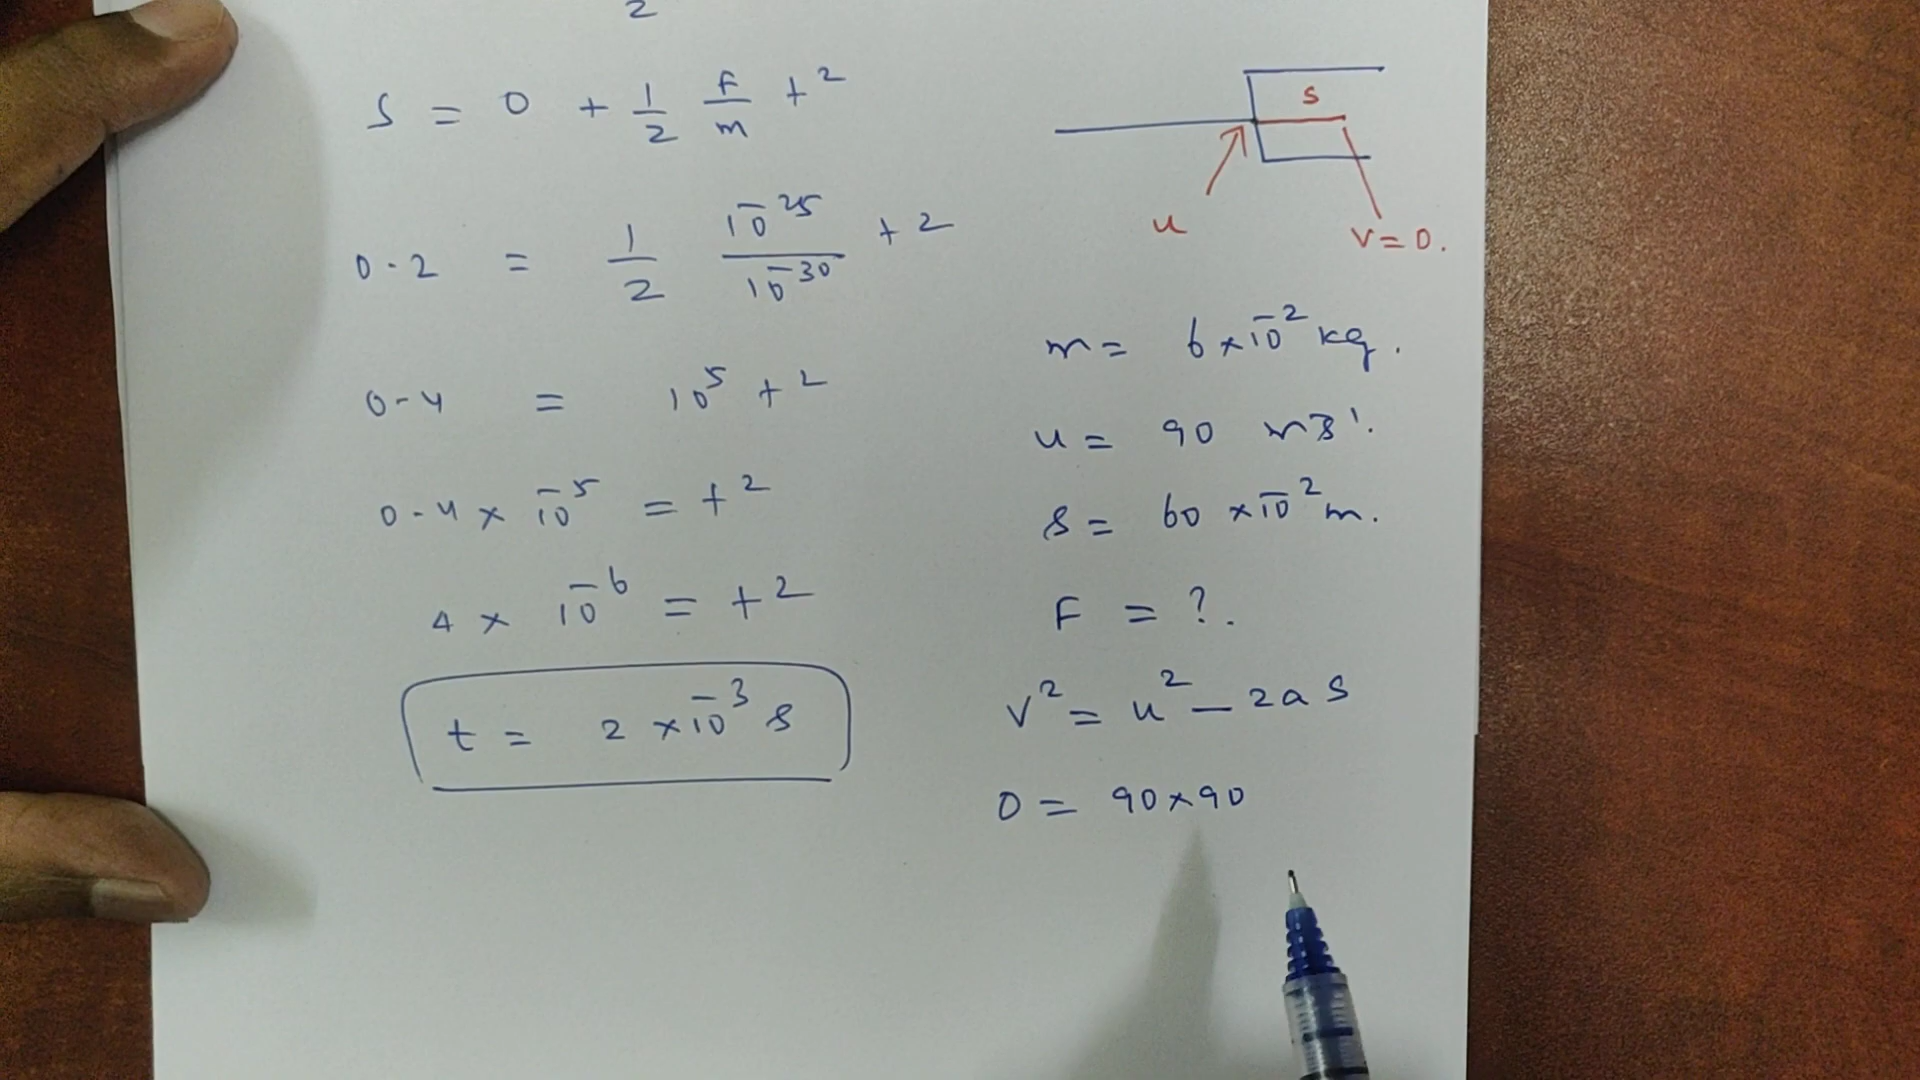 2
S = 0 + 1/2 F/m t²
0.2 = 1/2 10⁻²⁵/10⁻³⁰ t²
0.4 = 10⁵ t²
0.4 × 10⁻⁵ = t²
4 × 10⁻⁶ = t²
t = 2 × 10⁻³ s
s
u
v = 0.
m = 6 × 10⁻² kg.
u = 90 ms⁻¹.
s = 60 × 10⁻² m.
F = ?.
v² = u² – 2as
0 = 90 × 90